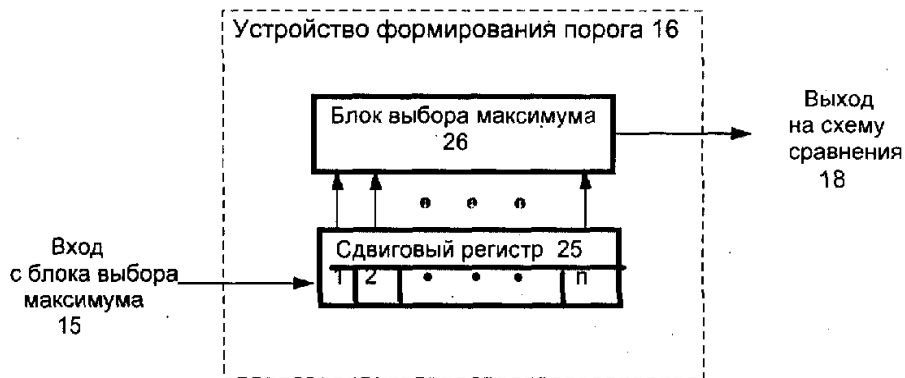 Устройство формирования порога 16
Блок выбора максимума
26
Выход
на схему
сравнения
18
Сдвиговый регистр 25
1 2 • • • n
Вход
с блока выбора
максимума
15